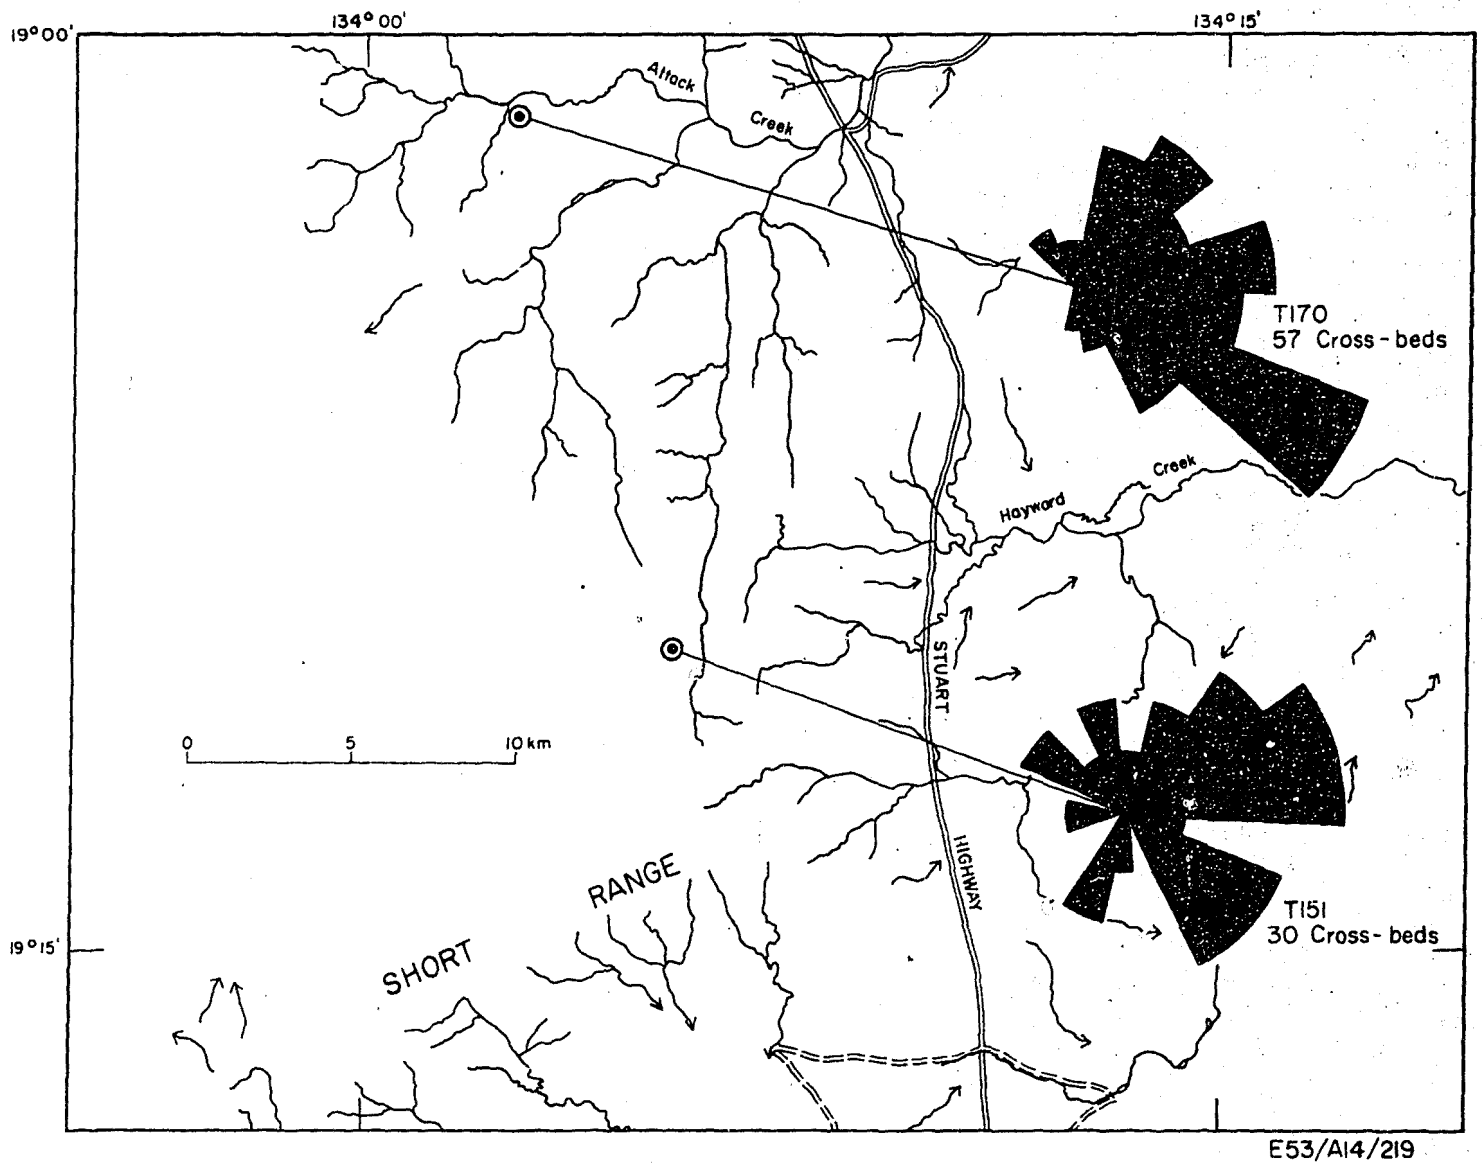 134° 00'
134° 15'
19° 00'
Attack
Creek
T170
57 Cross-beds
Creek
Hayward
STUART
0 5 10 km
HIGHWAY
RANGE
T151
30 Cross-beds
19° 15'
SHORT
E53/A14/219